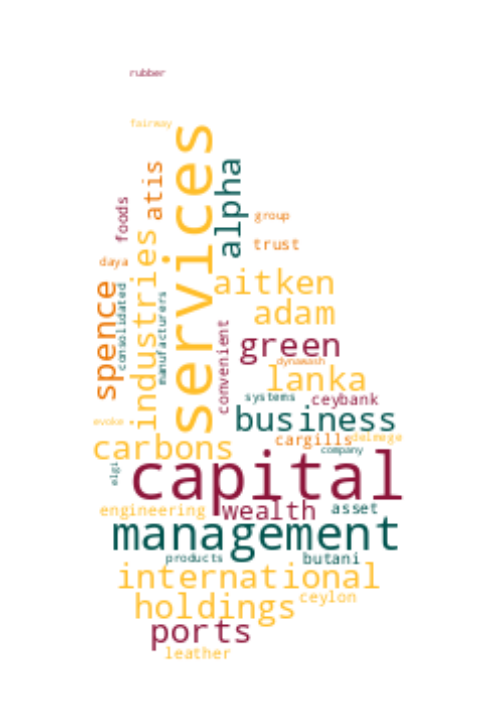 rubber
fairway
services
alpha
atis
foods
group
trust
daya
industries
consolidated
manufacturers
spence
aitken
adam
convenient
green
dynawash
lanka
systems
ceybank
business
evoke
carbons
cargills
delmege
company
elgi
capital
engineering
wealth
asset
management
products
butani
international
holdings
ceylon
ports
leather